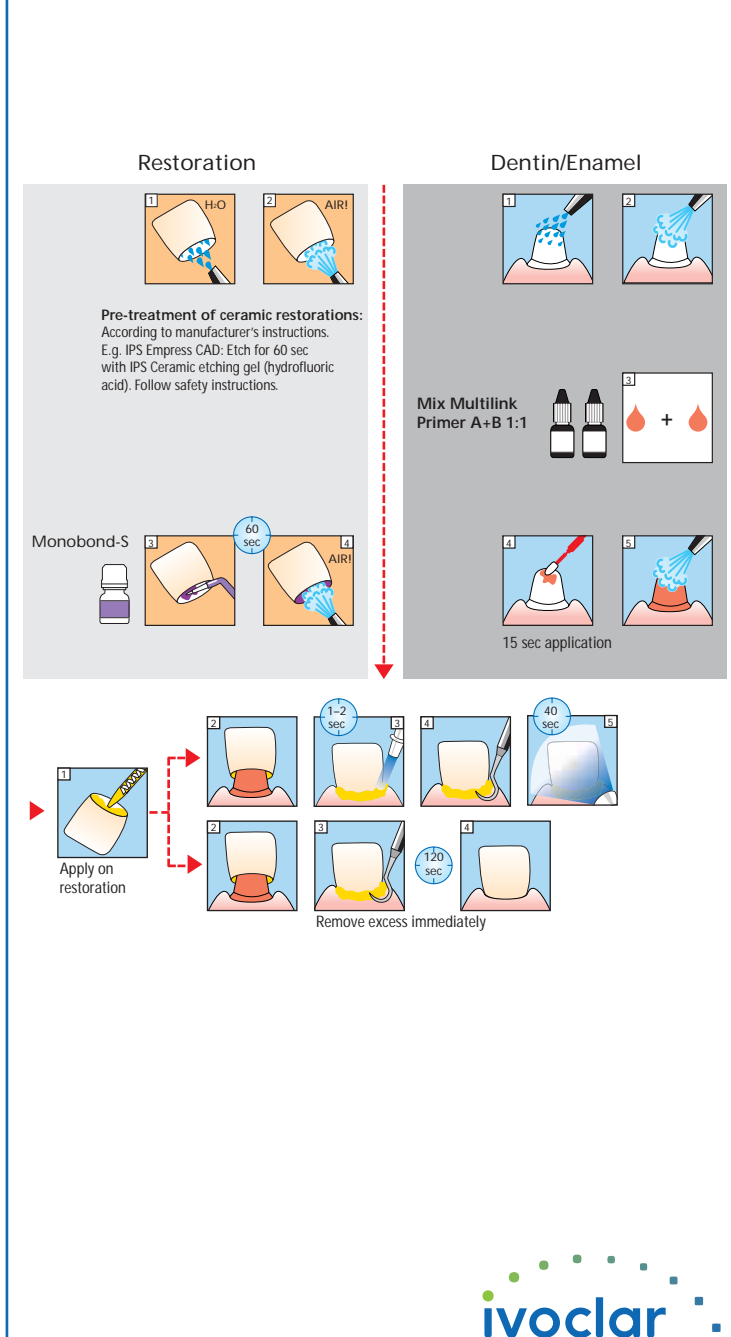 Restoration
Dentin/Enamel
1
H₂O
2
AIR!
Pre-treatment of ceramic restorations:
According to manufacturer's instructions.
E.g. IPS Empress CAD: Etch for 60 sec
with IPS Ceramic etching gel (hydrofluoric
acid). Follow safety instructions.
Monobond-S
3
60
sec
4
AIR!
1
2
Mix Multilink
Primer A+B 1:1
3
+
4
5
15 sec application
1
Apply on
restoration
2
1–2
sec
3
4
40
sec
5
2
3
120
sec
4
Remove excess immediately
ivoclar